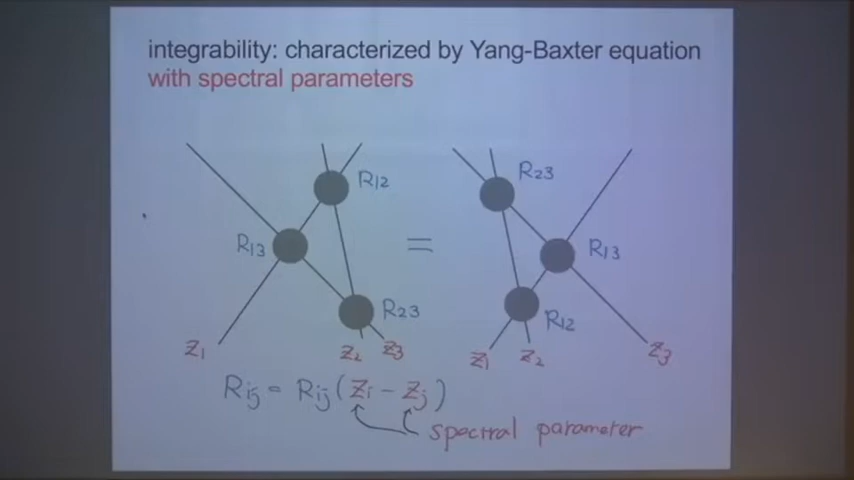 integrability: characterized by Yang-Baxter equation
with spectral parameters
R12
R23
R13
=
R13
R23
R12
z1
z2
z3
z1
z2
z3
Rij = Rij (zi - zj)
spectral parameter